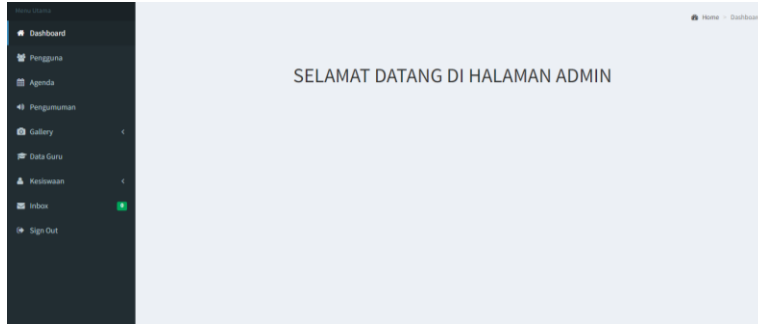 Menu Utama
Home > Dashboard
Dashboard
SELAMAT DATANG DI HALAMAN ADMIN
Pengguna
Agenda
Pengumuman
Gallery
Data Guru
Kesiswaan
Inbox
Sign Out